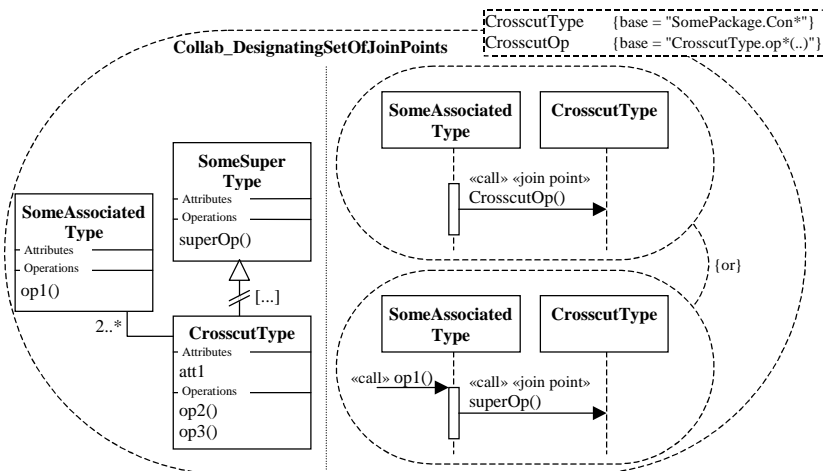 CrosscutType {base = "SomePackage.Con*"}
CrosscutOp {base = "CrosscutType.op*(..)"}
Collab_DesignatingSetOfJoinPoints
SomeSuper
Type
Attributes
Operations
superOp()
SomeAssociated
Type
Attributes
Operations
op1()
[...]
2..*
CrosscutType
Attributes
att1
Operations
op2()
op3()
SomeAssociated
Type
CrosscutType
«call» «join point»
CrosscutOp()
{or}
SomeAssociated
Type
CrosscutType
«call» op1()
«call» «join point»
superOp()